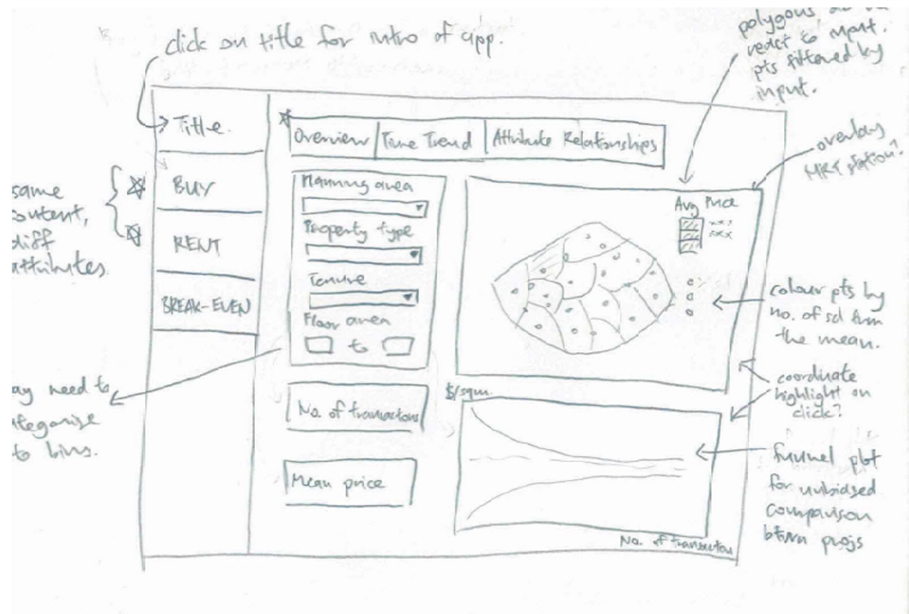 click on title for intro of app.
polygons
react to input.
pts filtered by
input.
Title.
BUY
RENT
BREAK-EVEN
same
content,
diff
attributes.
Overview
Time Trend
Attribute Relationships
Planning area
Property type
Tenure
Floor area
to
No. of transactions
Mean price
ay need to
ategorise
to bins.
Avg Price
xxx
xxx
overlay
MRT station?
colour pts by
no. of sd from
the mean.
coordinate
highlight on
click?
$/sqm.
No. of transaction
funnel plot
for unbiased
comparison
btwn projs